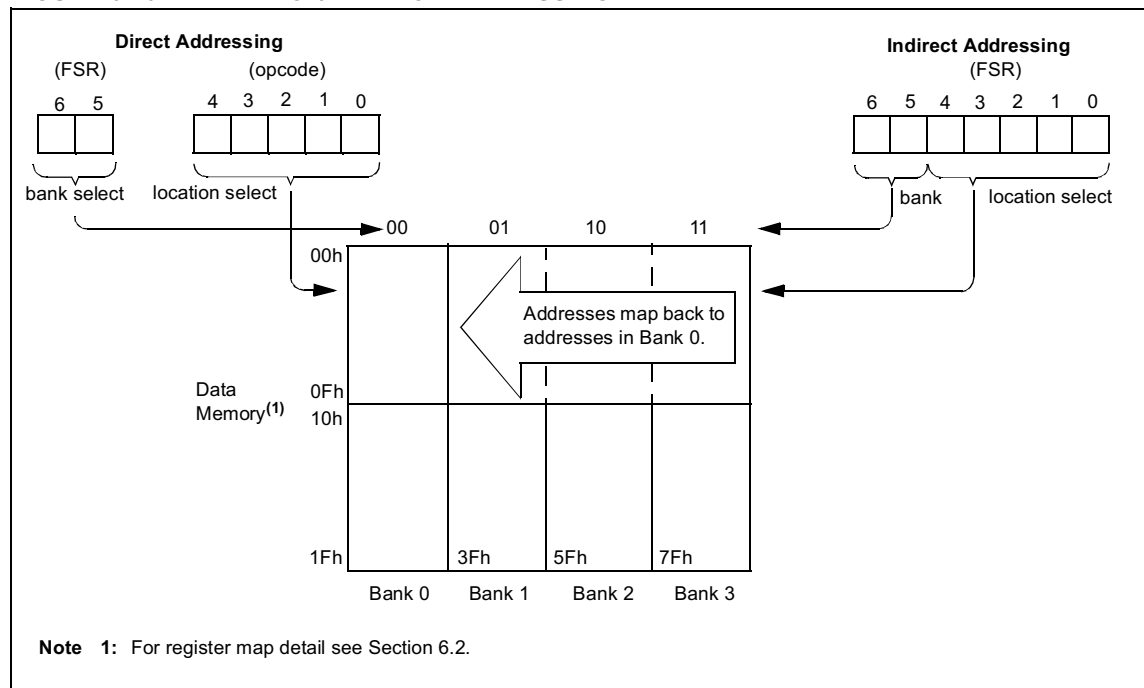 Direct Addressing
(FSR) (opcode)
6 5 4 3 2 1 0
bank select location select
Indirect Addressing
(FSR)
6 5 4 3 2 1 0
bank location select
00 01 10 11
00h
Addresses map back to
addresses in Bank 0.
Data
Memory(1)
0Fh
10h
1Fh 3Fh 5Fh 7Fh
Bank 0 Bank 1 Bank 2 Bank 3
Note 1: For register map detail see Section 6.2.